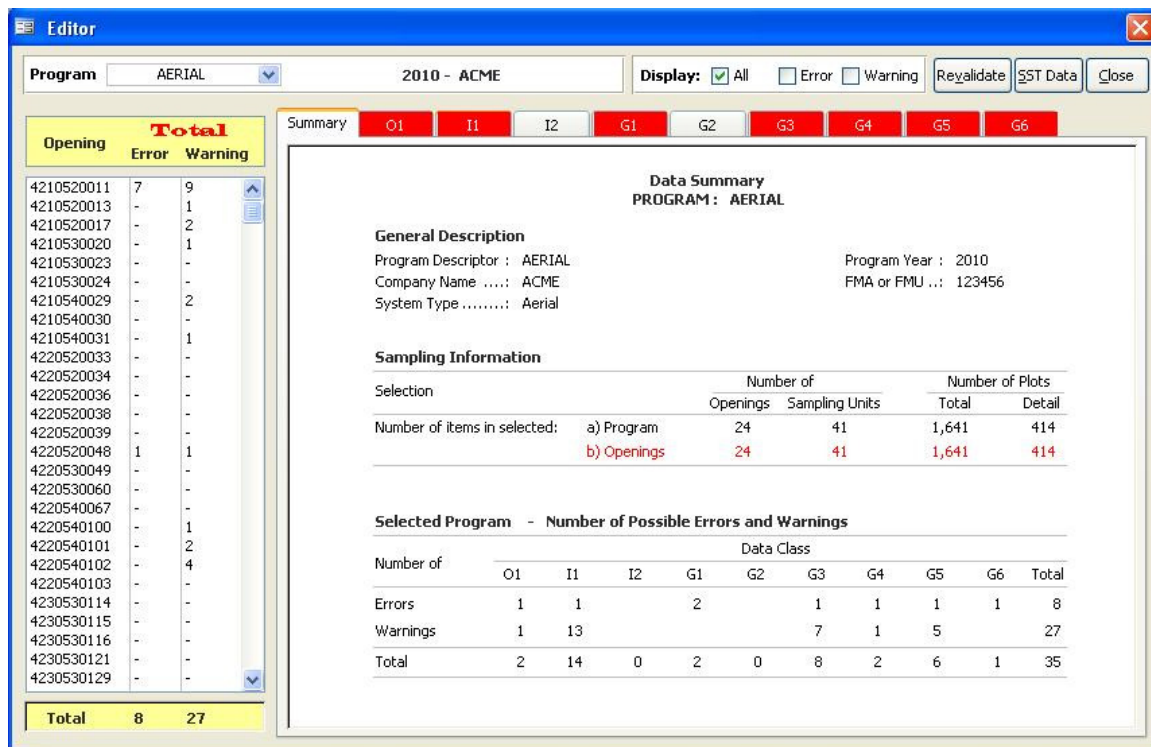 Editor
Program AERIAL 2010 - ACME Display: All Error Warning Revalidate SST Data Close
Opening Total
Error Warning
4210520011 7 9
4210520013 - 1
4210520017 - 2
4210530020 - 1
4210530023 - -
4210530024 - -
4210540029 - 2
4210540030 - -
4210540031 - 1
4220520033 - -
4220520034 - -
4220520036 - -
4220520038 - -
4220520039 - -
4220520048 1 1
4220530049 - -
4220530060 - -
4220540067 - -
4220540100 - 1
4220540101 - 2
4220540102 - 4
4220540103 - -
4230530114 - -
4230530115 - -
4230530116 - -
4230530121 - -
4230530129 - -
Total 8 27
Summary O1 I1 I2 G1 G2 G3 G4 G5 G6
Data Summary
PROGRAM : AERIAL
General Description
Program Descriptor : AERIAL Program Year : 2010
Company Name ....: ACME FMA or FMU ..: 123456
System Type ........: Aerial
Sampling Information
Selection Number of Number of Plots
Openings Sampling Units Total Detail
Number of items in selected: a) Program 24 41 1,641 414
b) Openings 24 41 1,641 414
Selected Program - Number of Possible Errors and Warnings
Number of Data Class
O1 I1 I2 G1 G2 G3 G4 G5 G6 Total
Errors 1 1 2 1 1 1 1 8
Warnings 1 13 7 1 5 27
Total 2 14 0 2 0 8 2 6 1 35